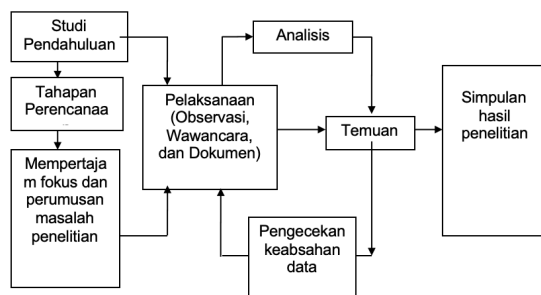 Studi
Pendahuluan
Tahapan
Perencanaa
Mempertaja
m fokus dan
perumusan
masalah
penelitian
Pelaksanaan
(Observasi,
Wawancara,
dan Dokumen)
Analisis
Temuan
Pengecekan
keabsahan
data
Simpulan
hasil
penelitian